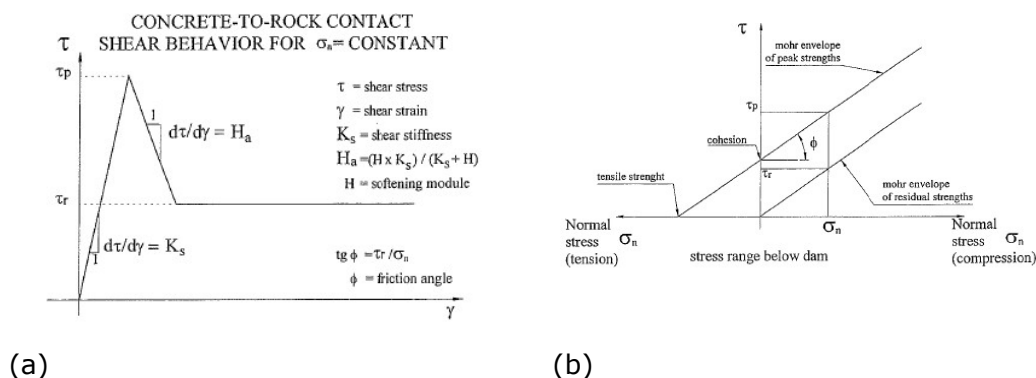 CONCRETE-TO-ROCK CONTACT
SHEAR BEHAVIOR FOR σn= CONSTANT
τ
τp
τ = shear stress
γ = shear strain
Ks = shear stiffness
Ha =(H x Ks) / (Ks + H)
H = softening module
1
dτ/dγ = Ha
τr
dτ/dγ = Ks
1
tg ϕ = τr /σn
ϕ = friction angle
γ
(a)
τ
mohr envelope
of peak strengths
τp
cohesion
ϕ
τr
tensile strenght
mohr envelope
of residual strengths
Normal
stress σn
(tension)
σn
stress range below dam
Normal
stress σn
(compression)
(b)